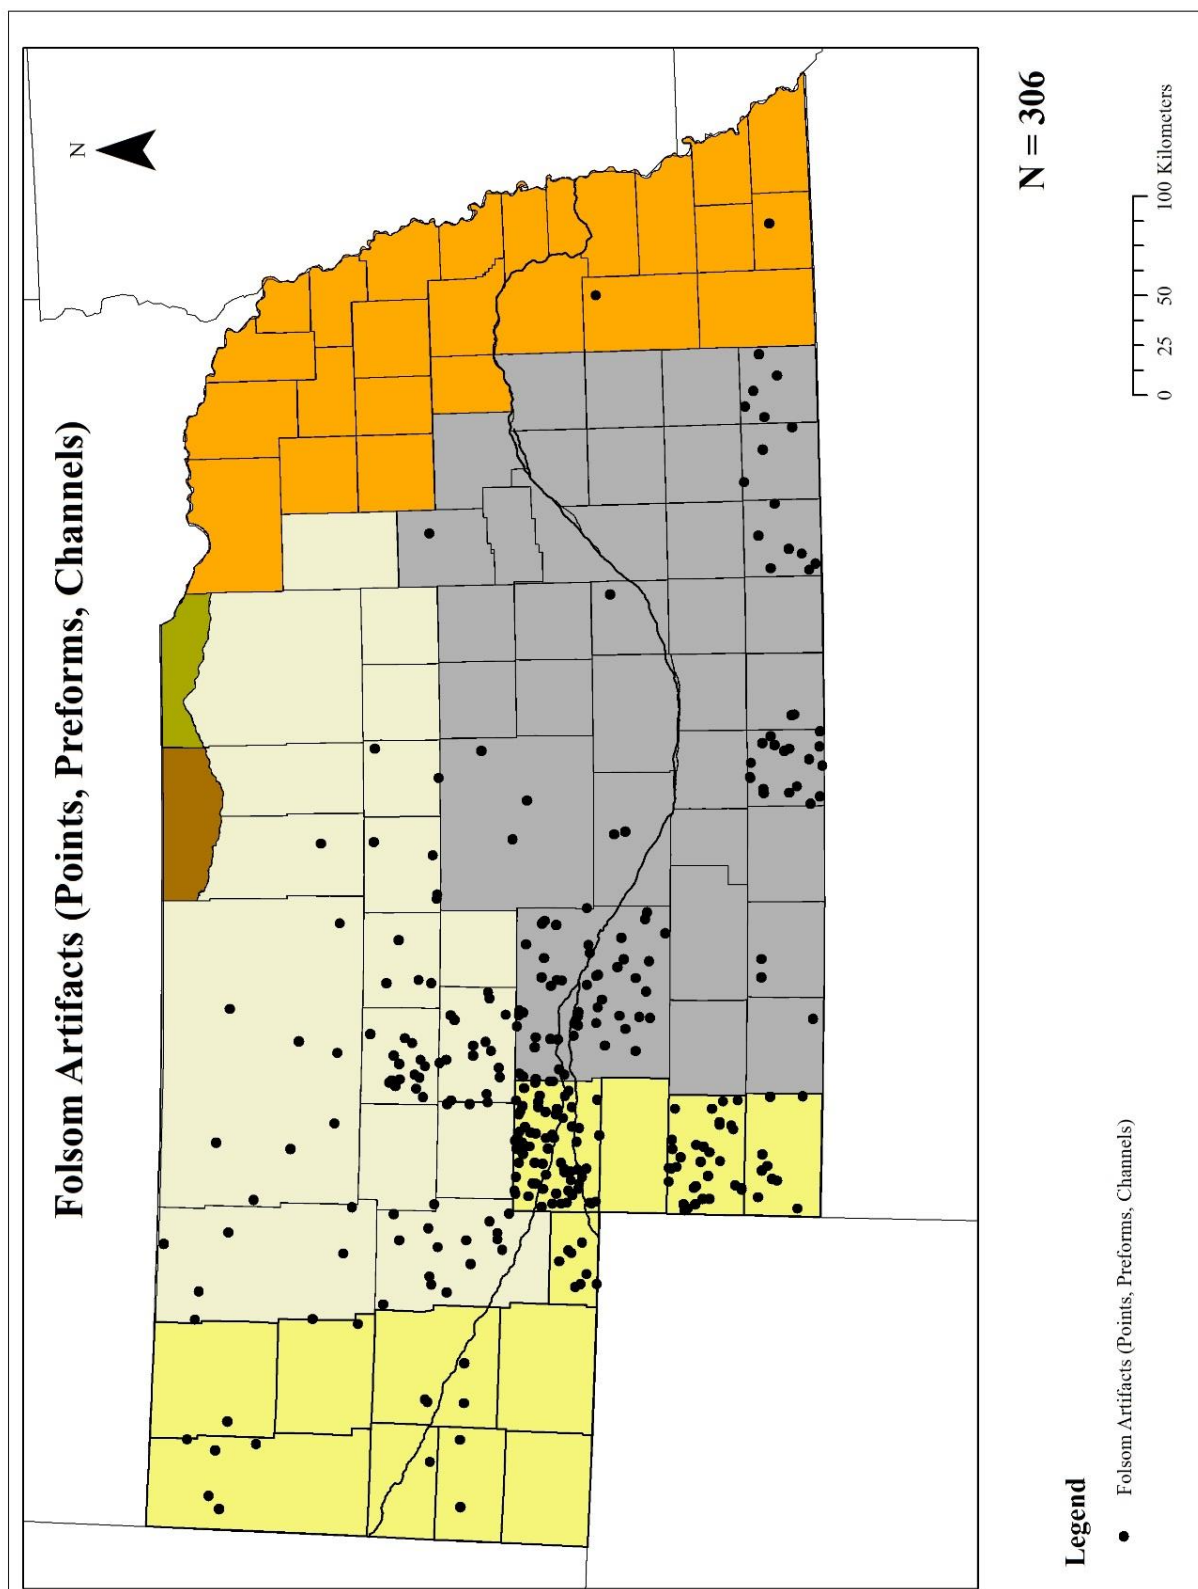 Folsom Artifacts (Points, Preforms, Channels)
N
N = 306
0 25 50 100 Kilometers
Legend
Folsom Artifacts (Points, Preforms, Channels)